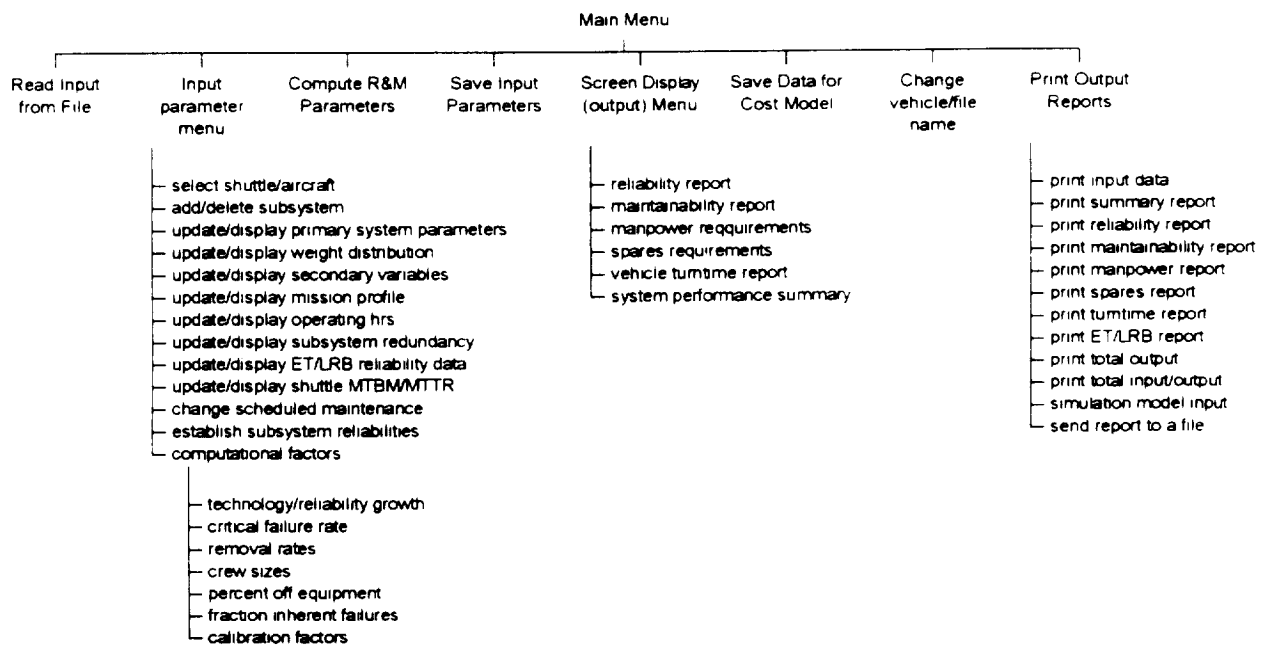 Main Menu
Read Input
from File
Input
parameter
menu
Compute R&M
Parameters
Save Input
Parameters
Screen Display
(output) Menu
Save Data for
Cost Model
Change
vehicle/file
name
Print Output
Reports
select shuttle/aircraft
add/delete subsystem
update/display primary system parameters
update/display weight distribution
update/display secondary variables
update/display mission profile
update/display operating hrs
update/display subsystem redundancy
update/display ET/LRB reliability data
update/display shuttle MTBM/MTTR
change scheduled maintenance
establish subsystem reliabilities
computational factors
technology/reliability growth
critical failure rate
removal rates
crew sizes
percent off equipment
fraction inherent failures
calibration factors
reliability report
maintainability report
manpower reqquirements
spares requirements
vehicle turntime report
system performance summary
print input data
print summary report
print reliability report
print maintainability report
print manpower report
print spares report
print turntime report
print ET/LRB report
print total output
print total input/output
simulation model input
send report to a file